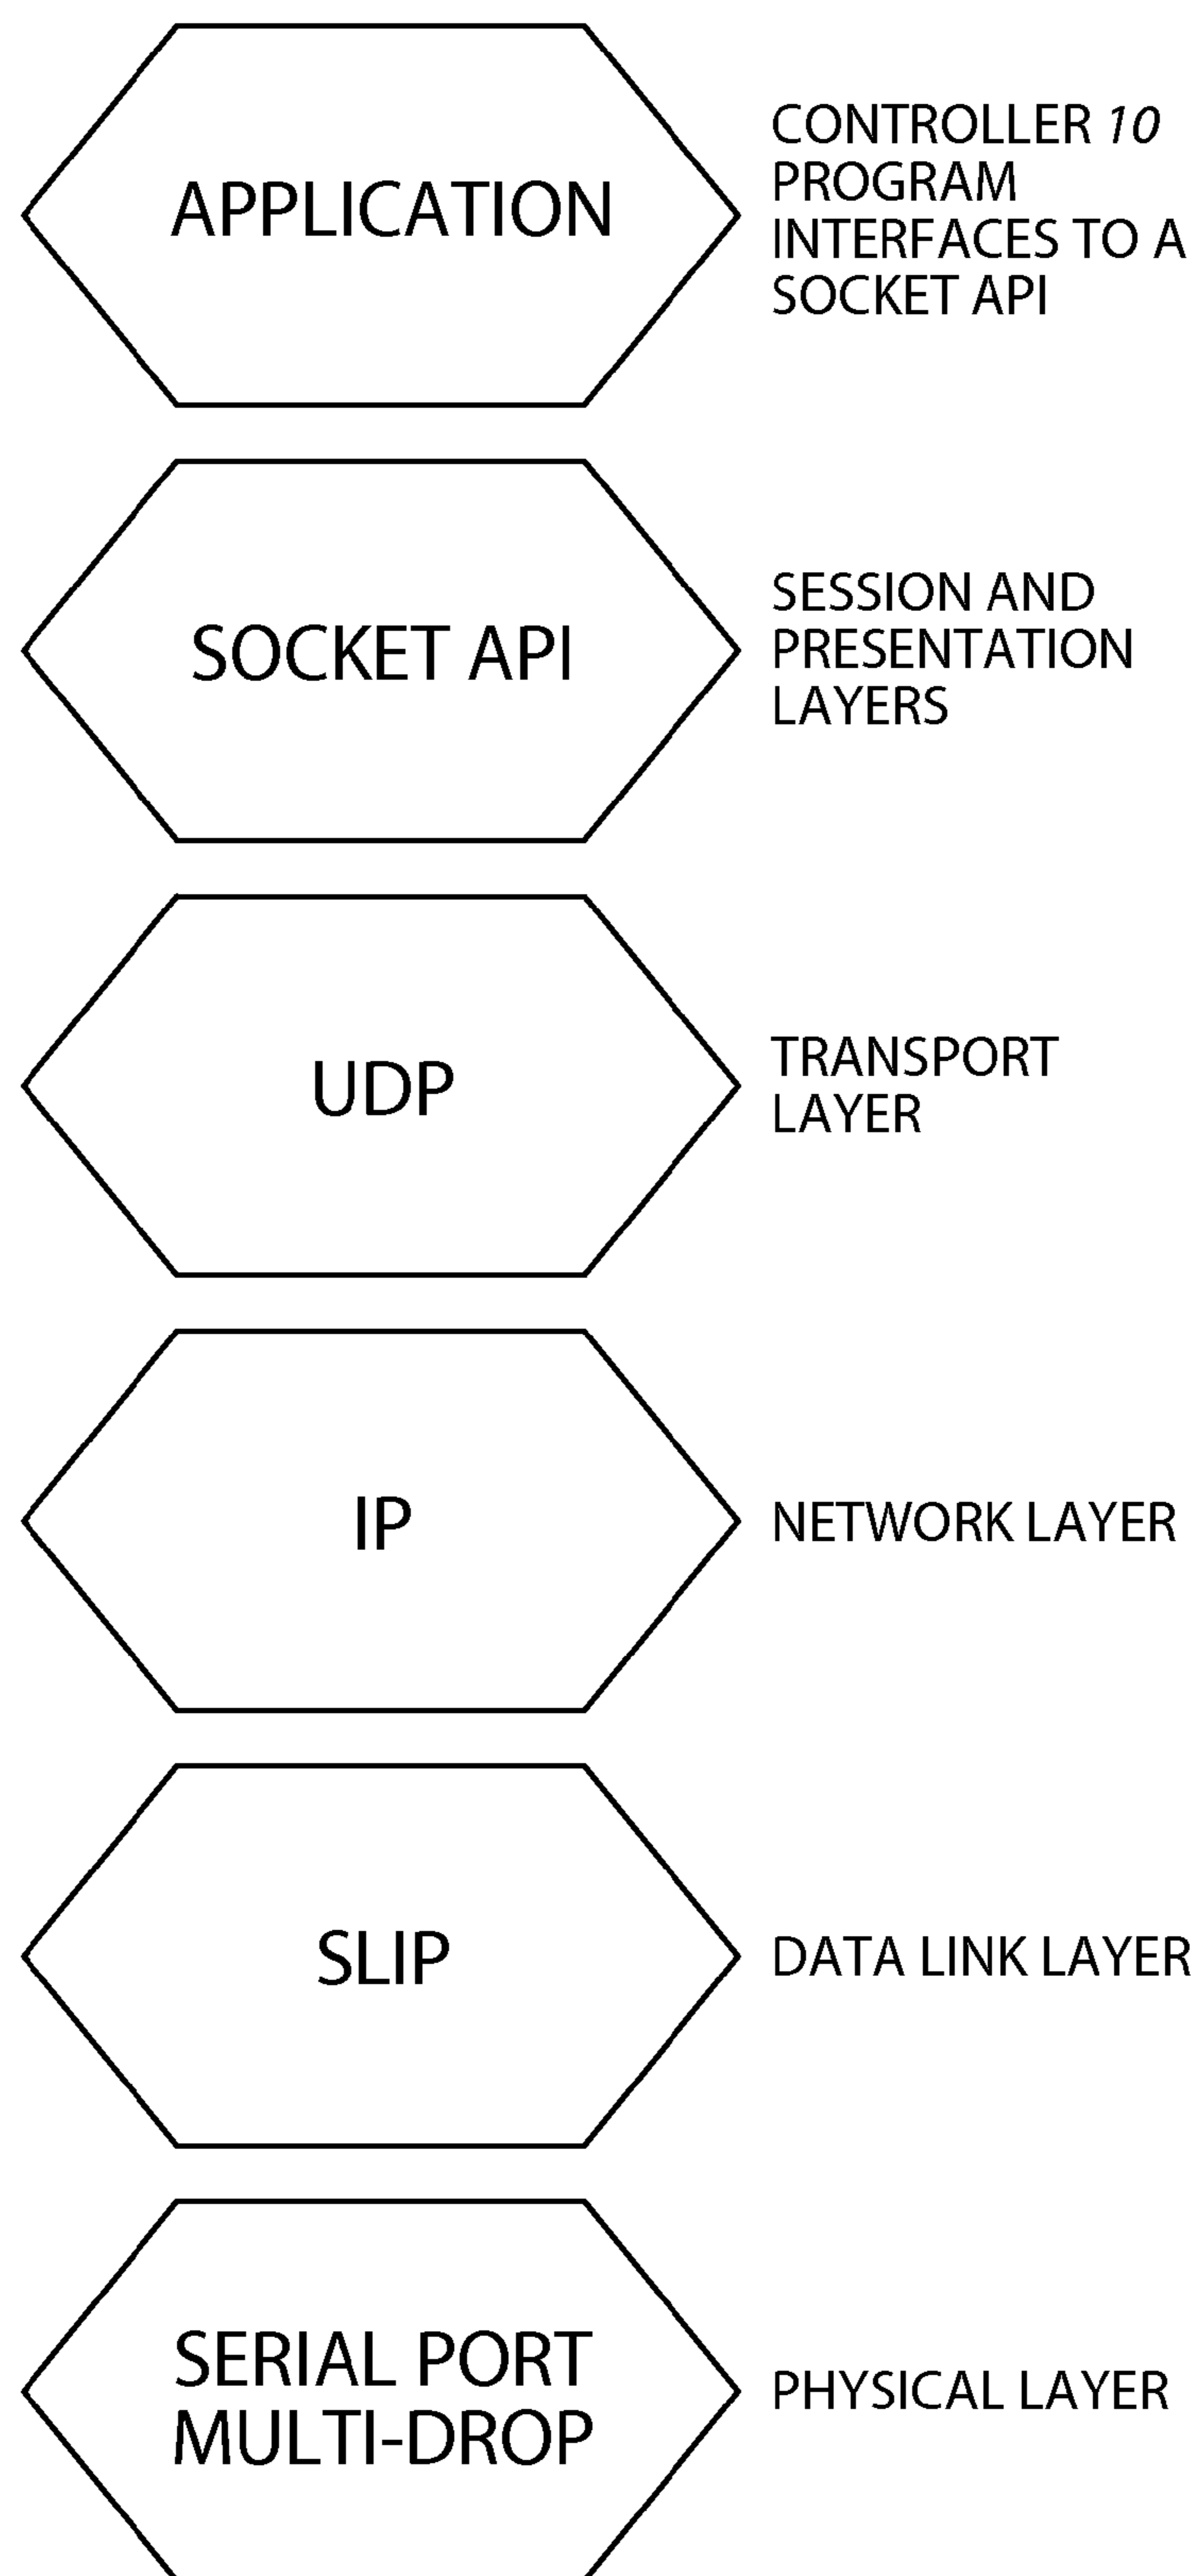 APPLICATION
CONTROLLER 10
PROGRAM
INTERFACES TO A
SOCKET API
SOCKET API
SESSION AND
PRESENTATION
LAYERS
UDP
TRANSPORT
LAYER
IP
NETWORK LAYER
SLIP
DATA LINK LAYER
SERIAL PORT
MULTI-DROP
PHYSICAL LAYER